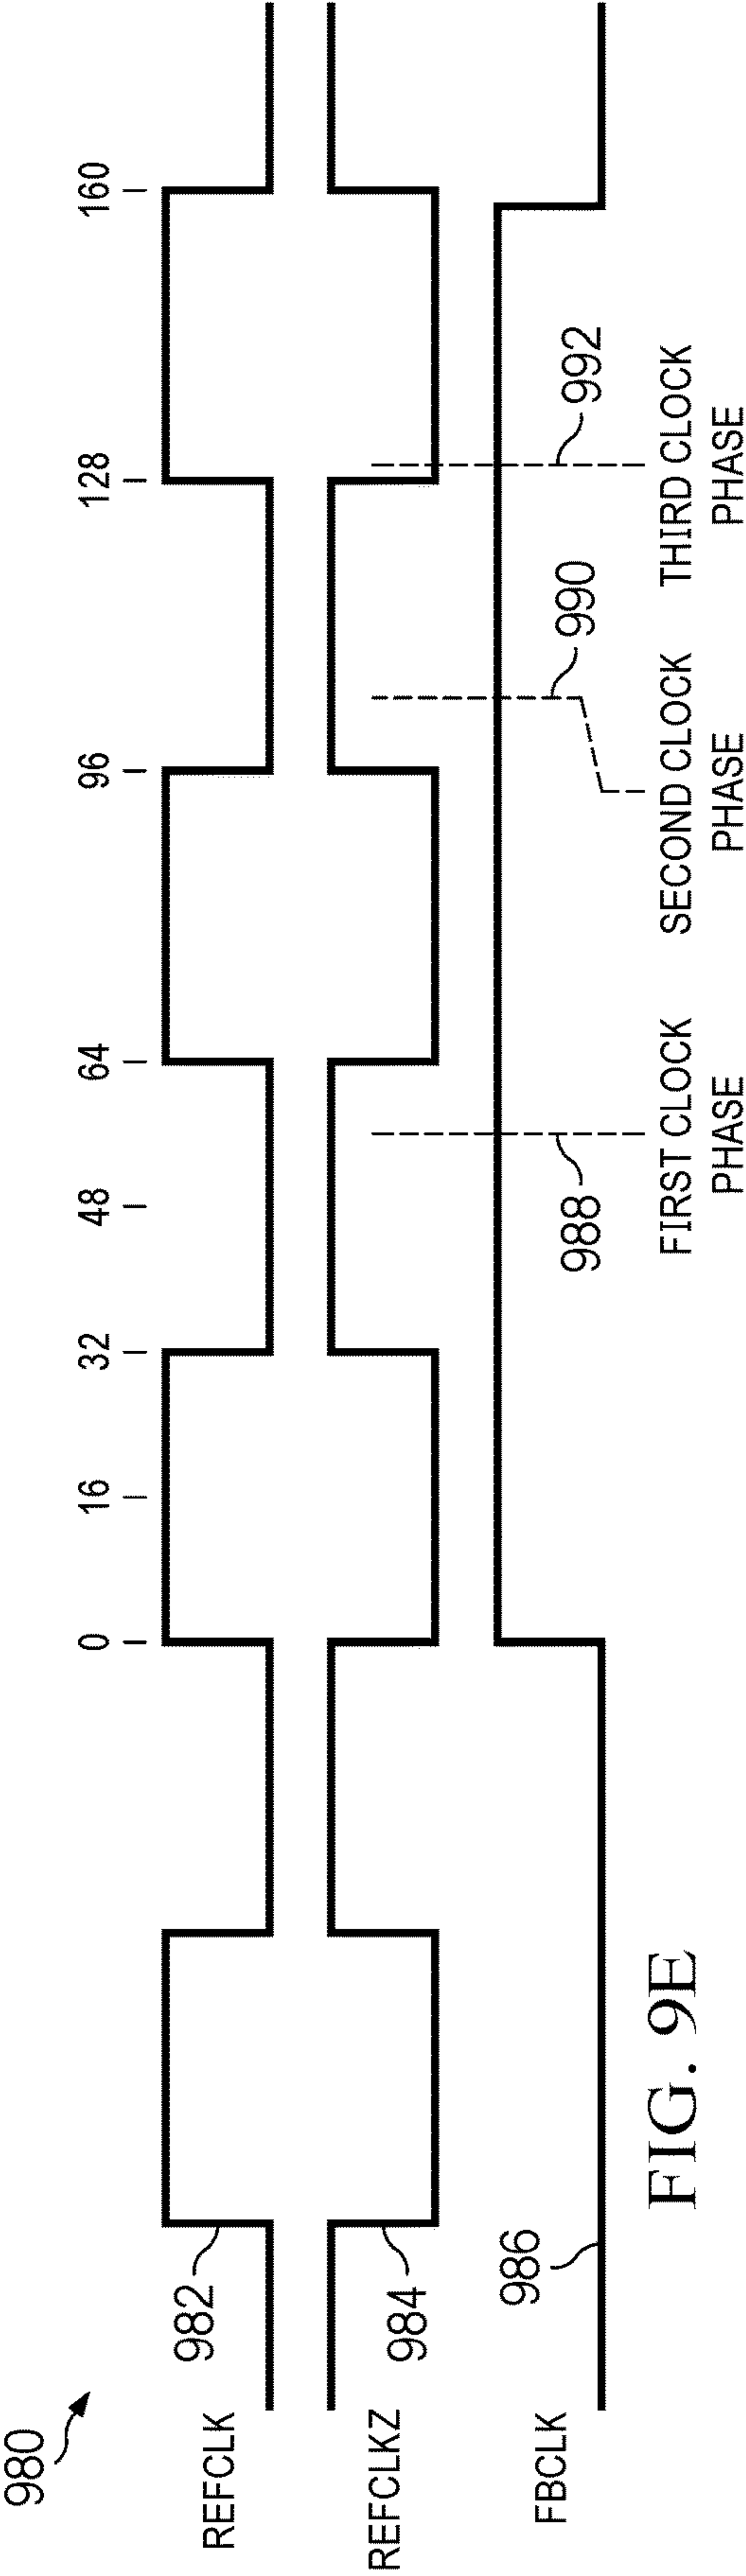 980
0 16 32 48 64 96 128 160
REFCLK
982
REFCLKZ
984
FBCLK
986
988
990
992
FIRST CLOCK
PHASE
SECOND CLOCK
PHASE
THIRD CLOCK
PHASE
FIG. 9E